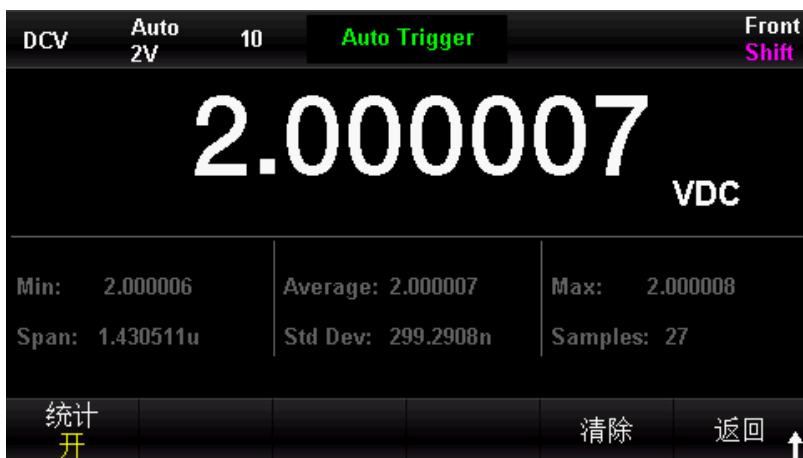 DCV Auto 10 Auto Trigger Front
2V Shift
2.000007
VDC
Min: 2.000006 Average: 2.000007 Max: 2.000008
Span: 1.430511u Std Dev: 299.2908n Samples: 27
统计 清除 返回
开